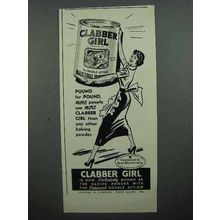 CLABBER
GIRL
BAKING POWDER
POUND
for POUND,
MORE people
use MORE
CLABBER
GIRL than
any other
baking
powder
CLABBER GIRL
IS NOW Exclusively KNOWN AS
THE BAKING POWDER WITH
THE Balanced DOUBLE ACTION